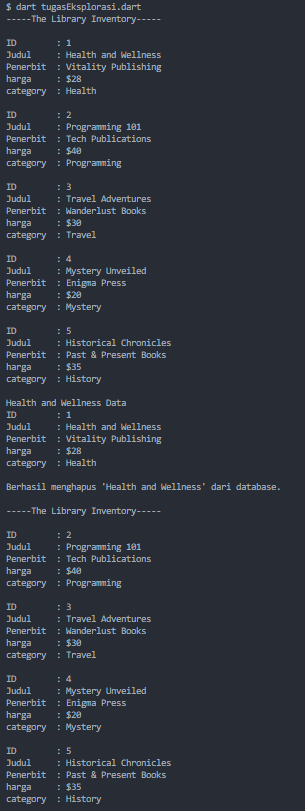 $ dart tugasEksplorasi.dart
-----The Library Inventory-----
ID : 1
Judul : Health and Wellness
Penerbit : Vitality Publishing
harga : $28
category : Health
ID : 2
Judul : Programming 101
Penerbit : Tech Publications
harga : $40
category : Programming
ID : 3
Judul : Travel Adventures
Penerbit : Wanderlust Books
harga : $30
category : Travel
ID : 4
Judul : Mystery Unveiled
Penerbit : Enigma Press
harga : $20
category : Mystery
ID : 5
Judul : Historical Chronicles
Penerbit : Past & Present Books
harga : $35
category : History
Health and Wellness Data
ID : 1
Judul : Health and Wellness
Penerbit : Vitality Publishing
harga : $28
category : Health
Berhasil menghapus 'Health and Wellness' dari database.
-----The Library Inventory-----
ID : 2
Judul : Programming 101
Penerbit : Tech Publications
harga : $40
category : Programming
ID : 3
Judul : Travel Adventures
Penerbit : Wanderlust Books
harga : $30
category : Travel
ID : 4
Judul : Mystery Unveiled
Penerbit : Enigma Press
harga : $20
category : Mystery
ID : 5
Judul : Historical Chronicles
Penerbit : Past & Present Books
harga : $35
category : History